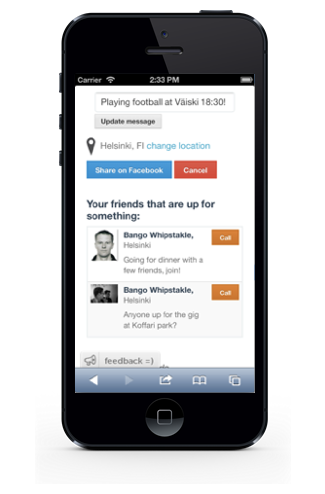 Carrier 2:33 PM
Playing football at Väiski 18:30!
Update message
Helsinki, FI change location
Share on Facebook Cancel
Your friends that are up for
something:
Bango Whipstakle, Call
Helsinki
Going for dinner with a
few friends, join!
Bango Whipstakle, Call
Helsinki
Anyone up for the gig
at Koffari park?
feedback =)